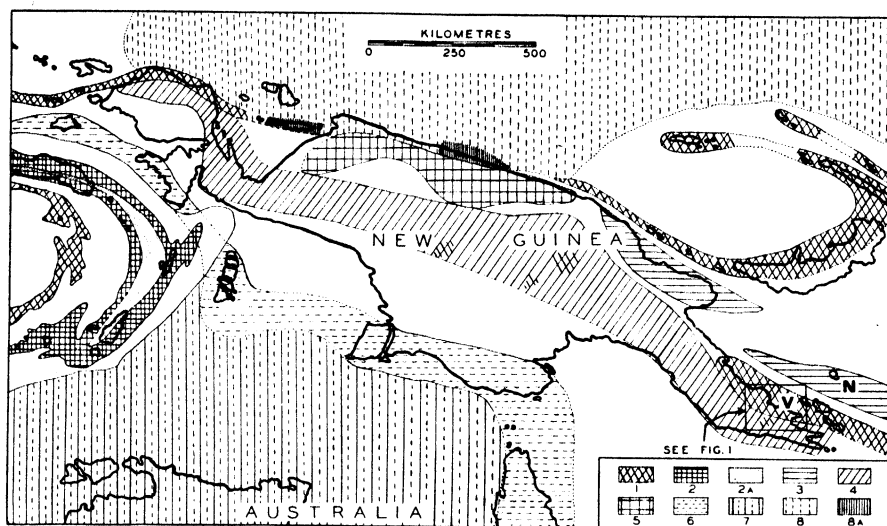 KILOMETRES
0 250 500
NEW GUINEA
N
V
SEE FIG. 1
AUSTRALIA
1 2 2A 3 4
5 6 7 8 8A